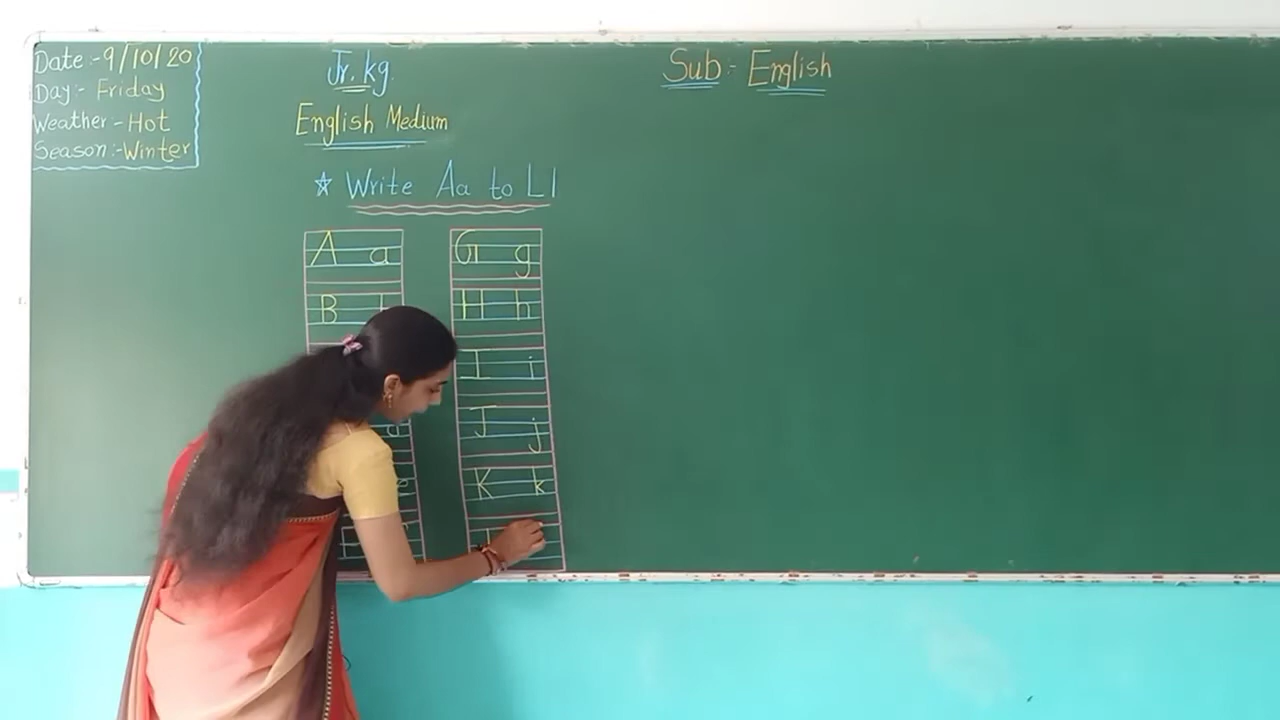 Date :- 9/10/20
Day:- Friday
Weather:- Hot
Season:-Winter
Jr. kg.
English Medium
Sub:- English
☆ Write Aa to Ll
A a
B
d
e
G g
H h
I i
J j
K k